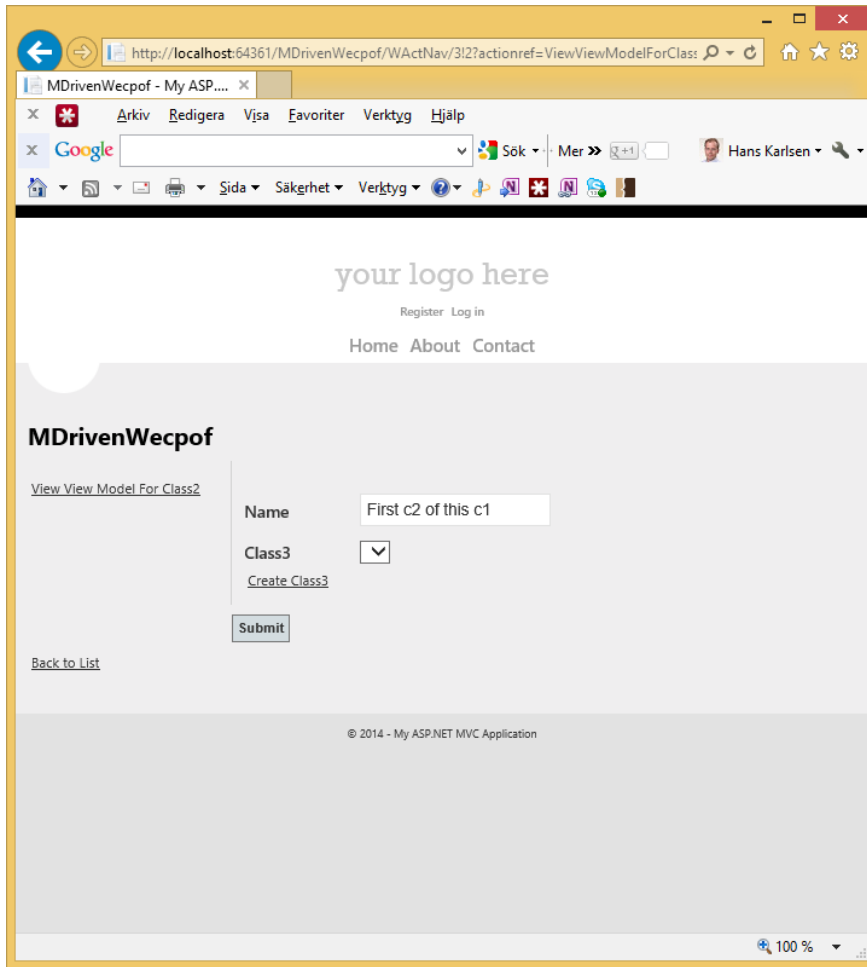 http://localhost:64361/MDrivenWecpof/WActNav/3!2?actionref=ViewViewModelForClass
MDrivenWecpof - My ASP....
Arkiv Redigera Visa Favoriter Verktyg Hjälp
Google Sök Mer >> +1 Hans Karlsen
Sida Säkerhet Verktyg
your logo here
Register Log in
Home About Contact
MDrivenWecpof
View View Model For Class2
Name First c2 of this c1
Class3
Create Class3
Submit
Back to List
© 2014 - My ASP.NET MVC Application
100 %